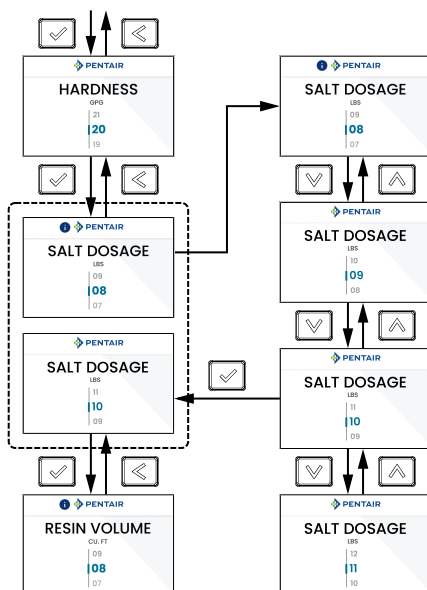 PENTAIR
HARDNESS
GPG
21
20
19
i PENTAIR
SALT DOSAGE
LBS
09
08
07
PENTAIR
SALT DOSAGE
LBS
11
10
09
i PENTAIR
RESIN VOLUME
CU. FT
09
08
07
i PENTAIR
SALT DOSAGE
LBS
09
08
07
PENTAIR
SALT DOSAGE
LBS
10
09
08
PENTAIR
SALT DOSAGE
LBS
11
10
09
PENTAIR
SALT DOSAGE
LBS
12
11
10